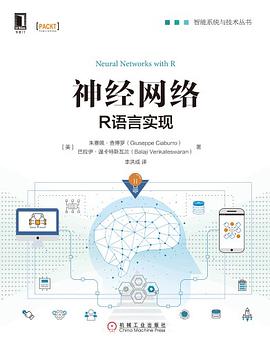 PACKT
PUBLISHING
智能系统与技术丛书
Neural Networks with R
神经网络
R语言实现
[美]
朱塞佩·查博罗(Giuseppe Ciaburro)
巴拉伊·温卡特斯瓦兰(Balaji Venkateswaran)
著
李洪成 译
机械工业出版社
China Machine Press